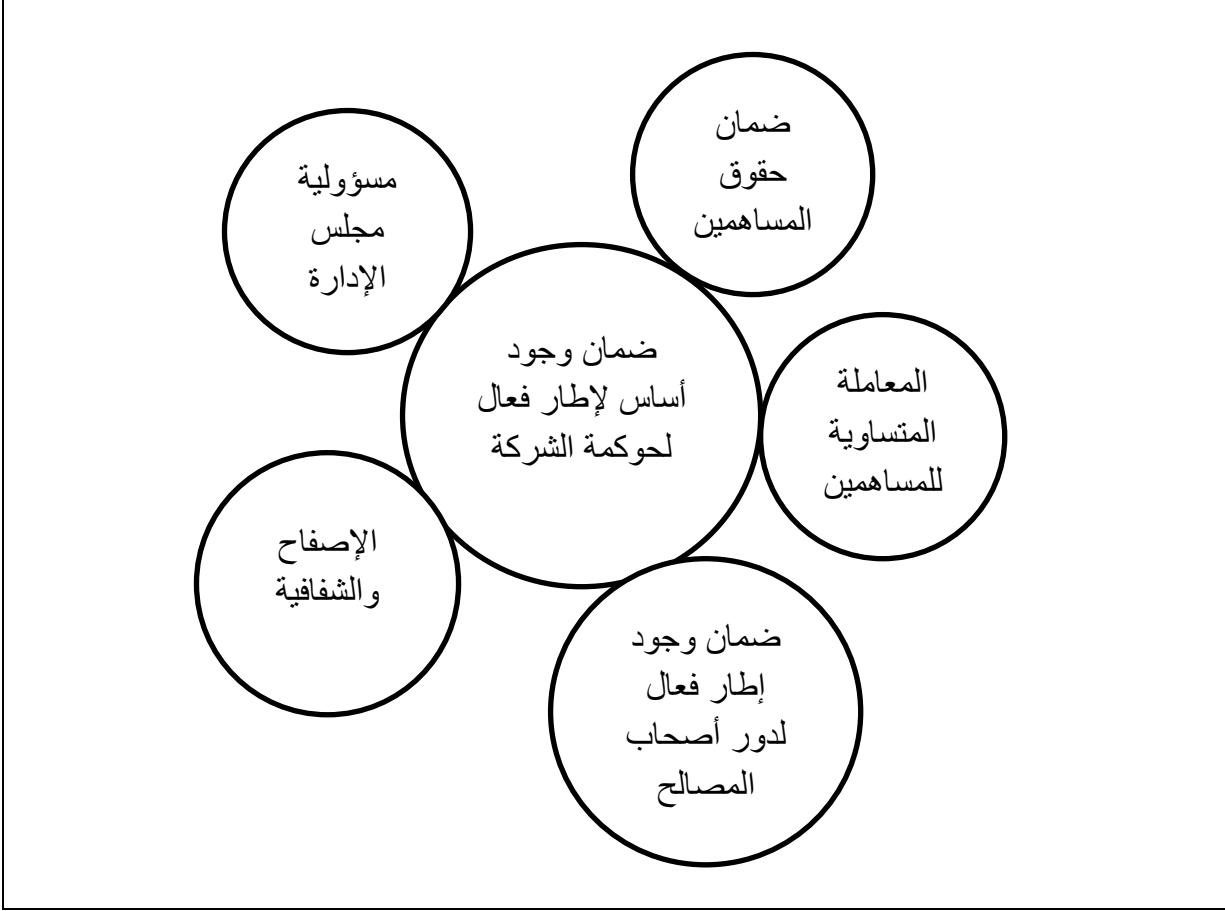 ضمان
حقوق
المساهمين
مسؤولية
مجلس
الإدارة
ضمان وجود
أساس لإطار فعال
لحوكمة الشركة
المعاملة
المتساوية
للمساهمين
الإصفاح
والشفافية
ضمان وجود
إطار فعال
لدور أصحاب
المصالح